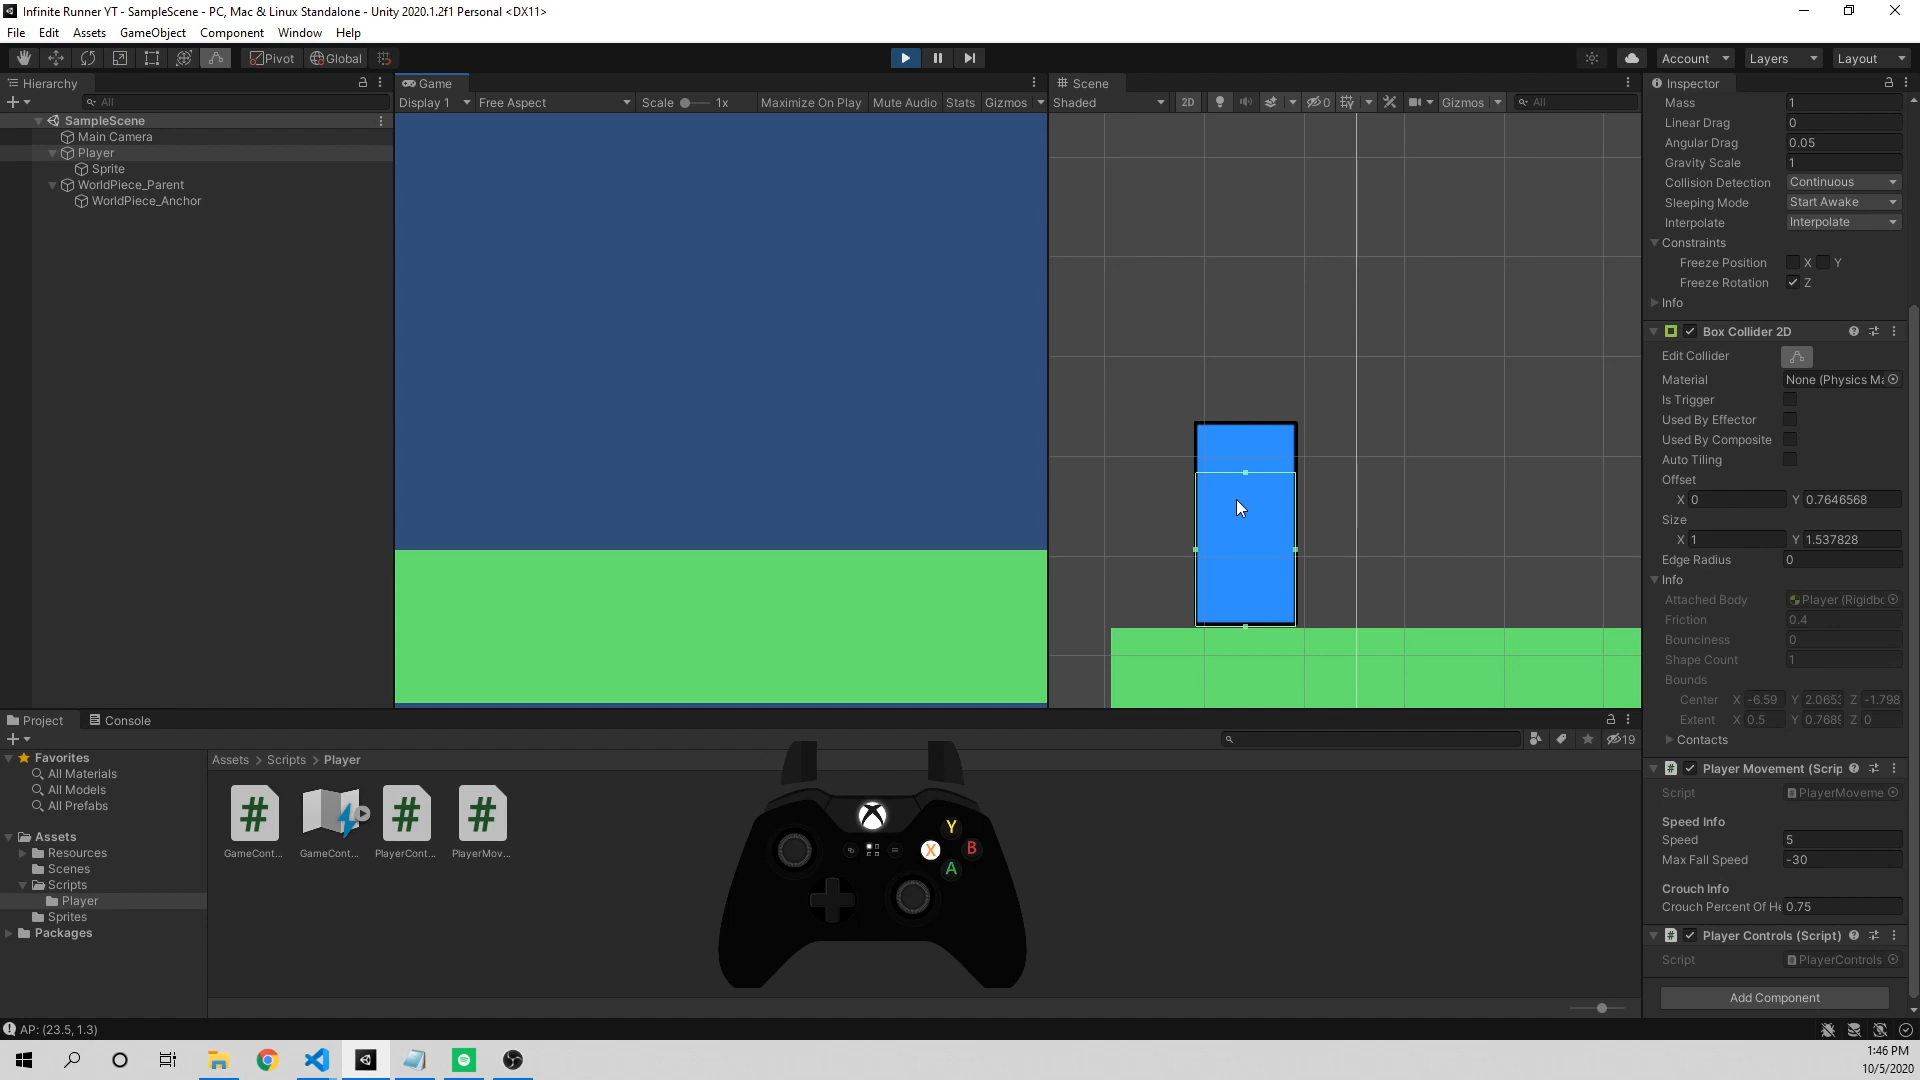 Infinite Runner YT - SampleScene - PC, Mac & Linux Standalone - Unity 2020.1.2f1 Personal <DX11>
File Edit Assets GameObject Component Window Help
Pivot Global Account Layers Layout
Hierarchy
All
SampleScene
Main Camera
Player
Sprite
WorldPiece_Parent
WorldPiece_Anchor
Game
Display 1 Free Aspect Scale 1x Maximize On Play Mute Audio Stats Gizmos
Scene
Shaded 2D 0 Gizmos All
Inspector
Mass 1
Linear Drag 0
Angular Drag 0.05
Gravity Scale 1
Collision Detection Continuous
Sleeping Mode Start Awake
Interpolate Interpolate
Constraints
Freeze Position X Y
Freeze Rotation Z
Info
Box Collider 2D
Edit Collider
Material None (Physics Ma
Is Trigger
Used By Effector
Used By Composite
Auto Tiling
Offset
X 0 Y 0.7646568
Size
X 1 Y 1.537828
Edge Radius 0
Info
Attached Body Player (Rigidbo
Friction 0.4
Bounciness 0
Shape Count 1
Bounds
Center X -6.59 Y 2.065 Z -1.798
Extent X 0.5 Y 0.768 Z 0
Contacts
Player Movement (Scrip
Script PlayerMoveme
Speed Info
Speed 5
Max Fall Speed -30
Crouch Info
Crouch Percent Of He 0.75
Player Controls (Script)
Script PlayerControls
Add Component
Project Console
19
Favorites
All Materials
All Models
All Prefabs
Assets
Resources
Scenes
Scripts
Player
Sprites
Packages
Assets > Scripts > Player
GameCont... GameCont... PlayerCont... PlayerMov...
Y
X B
A
AP: (23.5, 1.3)
1:46 PM
10/5/2020